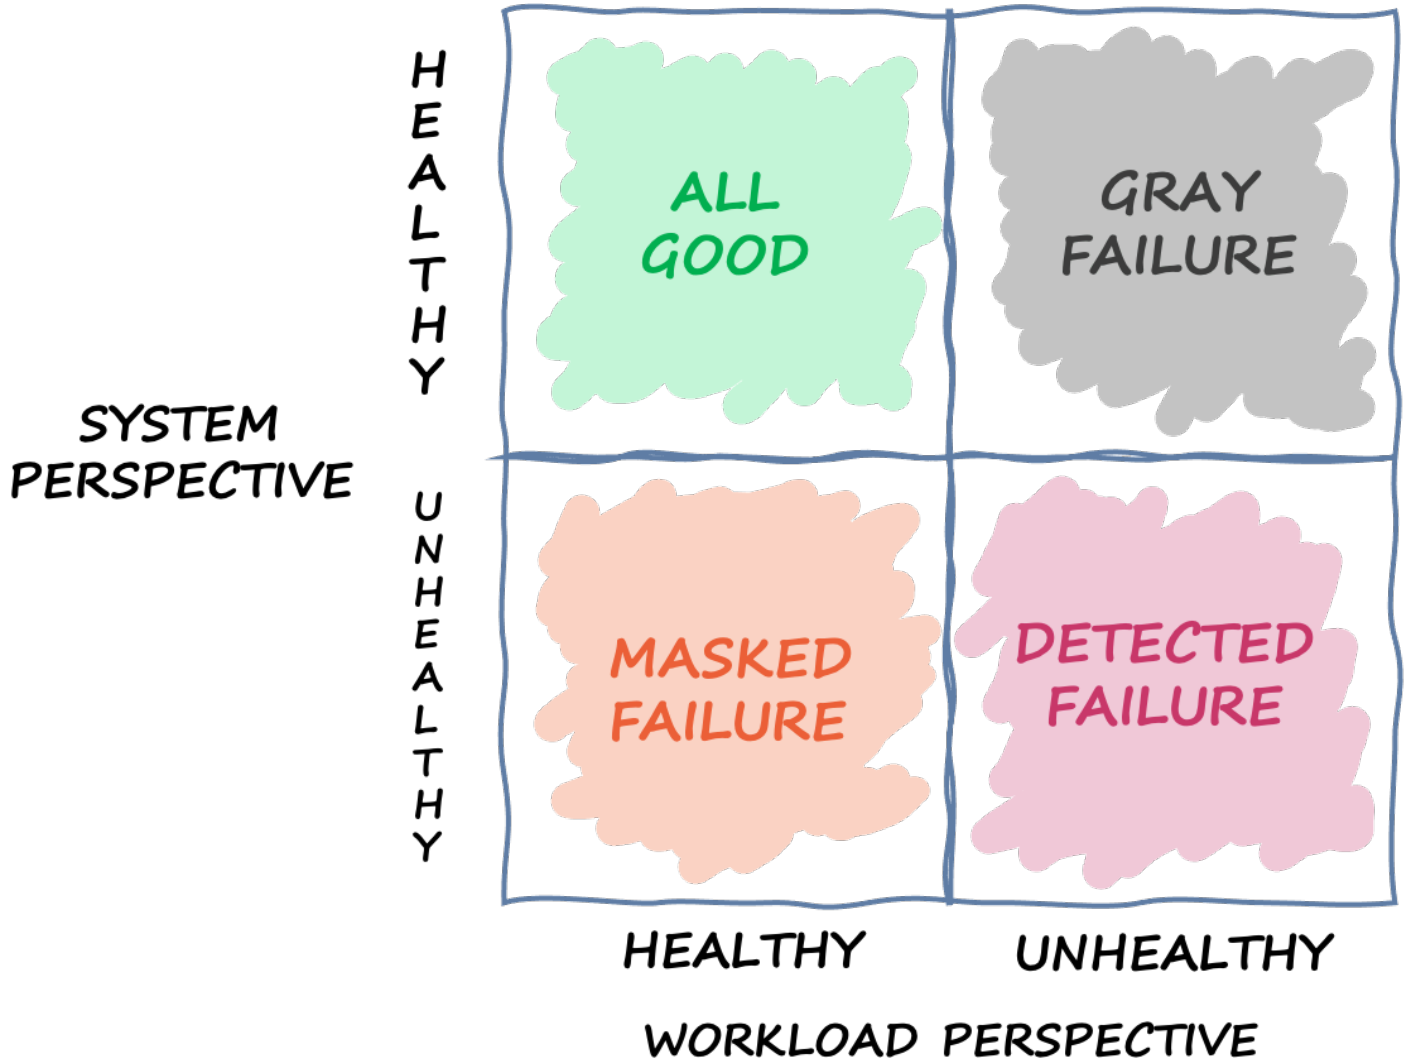 HEALTHY
ALL
GOOD
GRAY
FAILURE
SYSTEM
PERSPECTIVE
UNHEALTHY
MASKED
FAILURE
DETECTED
FAILURE
HEALTHY
UNHEALTHY
WORKLOAD PERSPECTIVE